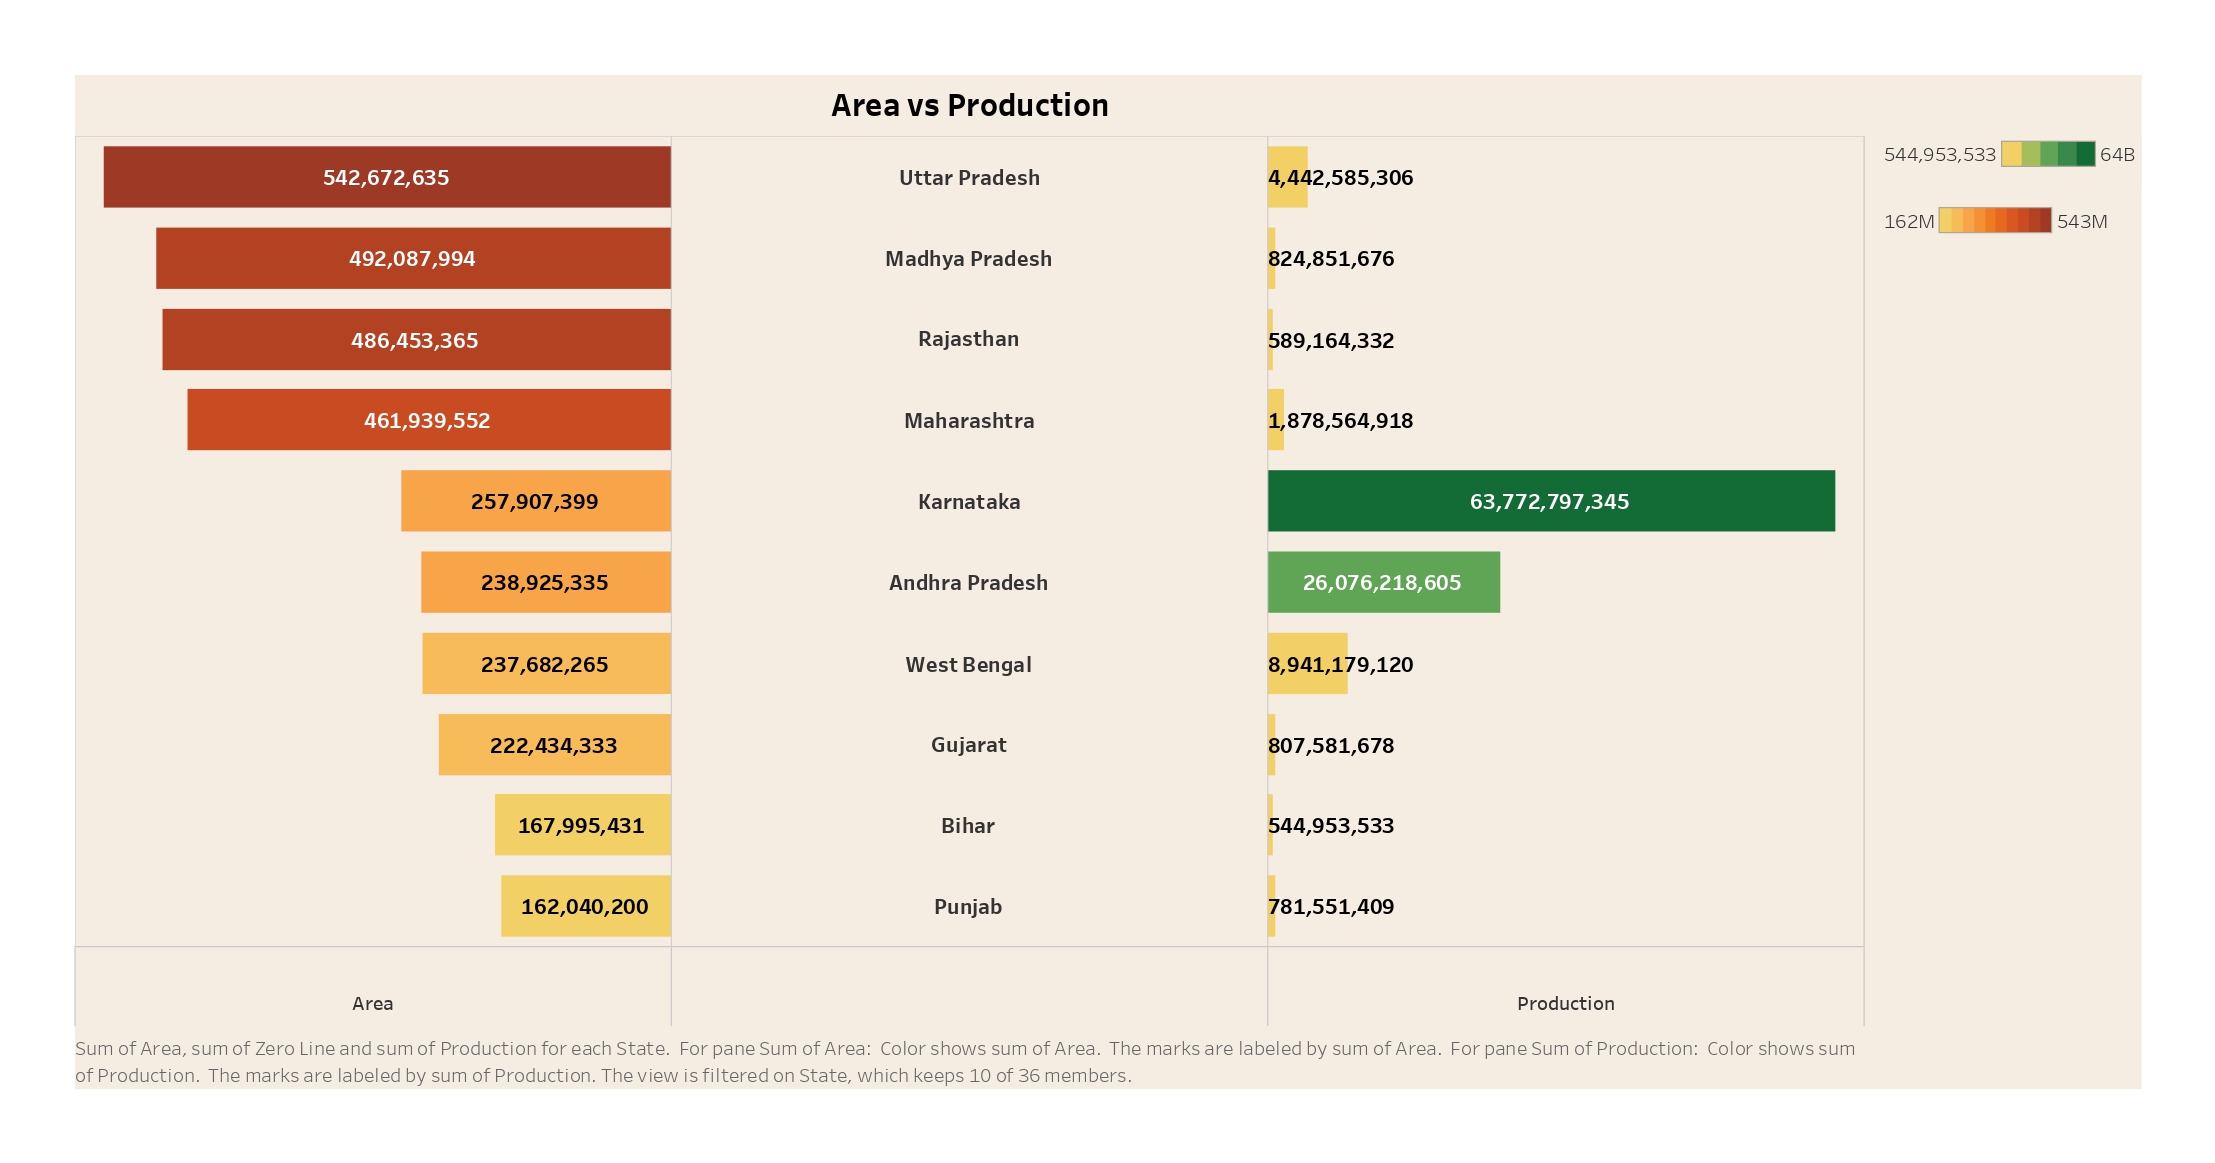 Area vs Production
542,672,635 Uttar Pradesh 4,442,585,306
492,087,994 Madhya Pradesh 824,851,676
486,453,365 Rajasthan 589,164,332
461,939,552 Maharashtra 1,878,564,918
257,907,399 Karnataka 63,772,797,345
238,925,335 Andhra Pradesh 26,076,218,605
237,682,265 West Bengal 8,941,179,120
222,434,333 Gujarat 807,581,678
167,995,431 Bihar 544,953,533
162,040,200 Punjab 781,551,409
Area Production
544,953,533 64B
162M 543M
Sum of Area, sum of Zero Line and sum of Production for each State. For pane Sum of Area: Color shows sum of Area. The marks are labeled by sum of Area. For pane Sum of Production: Color shows sum
of Production. The marks are labeled by sum of Production. The view is filtered on State, which keeps 10 of 36 members.